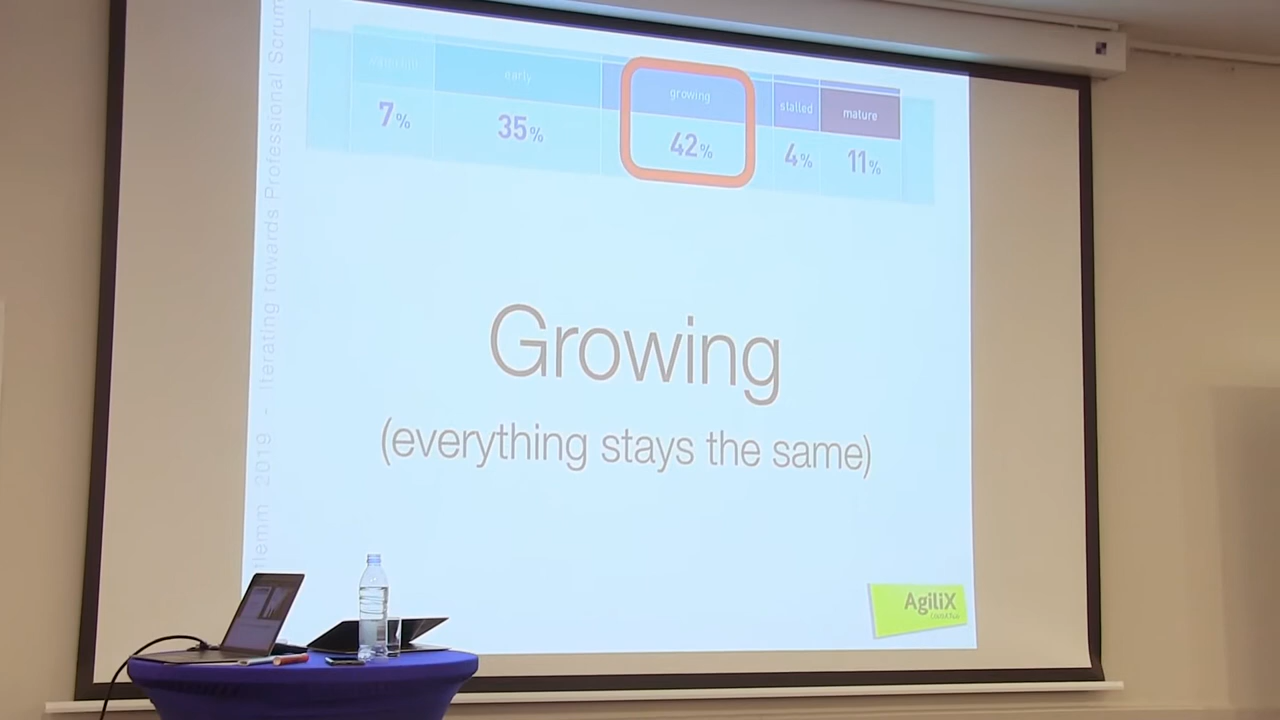 early
growing
stalled
mature
7%
35%
42%
4%
11%
Growing
(everything stays the same)
2019 - Iterating towards Professional Scrum
AgiliX